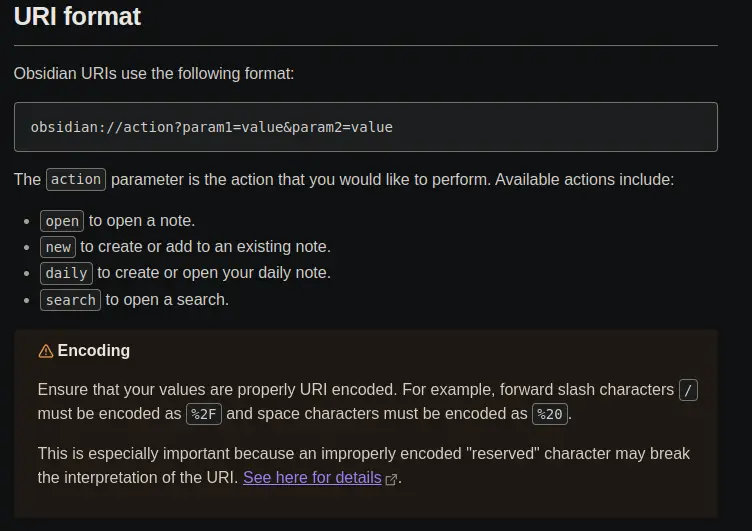 URI format
Obsidian URIs use the following format:
obsidian://action?param1=value&param2=value
The action parameter is the action that you would like to perform. Available actions include:
• open to open a note.
• new to create or add to an existing note.
• daily to create or open your daily note.
• search to open a search.
Encoding
Ensure that your values are properly URI encoded. For example, forward slash characters /
must be encoded as %2F and space characters must be encoded as %20.
This is especially important because an improperly encoded "reserved" character may break
the interpretation of the URI. See here for details.